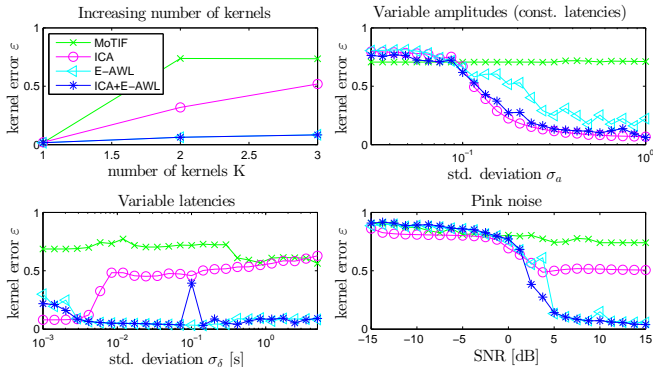 Increasing number of kernels
1
0.5
0
kernel error ε
MoTIF
ICA
E−AWL
ICA+E−AWL
1
1.5
2
2.5
3
number of kernels K
Variable amplitudes (const. latencies)
1
0.5
0
kernel error ε
10⁻¹
10⁰
std. deviation σₐ
Variable latencies
1
0.5
0
kernel error ε
10⁻³
10⁻²
10⁻¹
10⁰
std. deviation σ_δ [s]
Pink noise
1
0.5
0
kernel error ε
−15
−10
−5
0
5
10
15
SNR [dB]